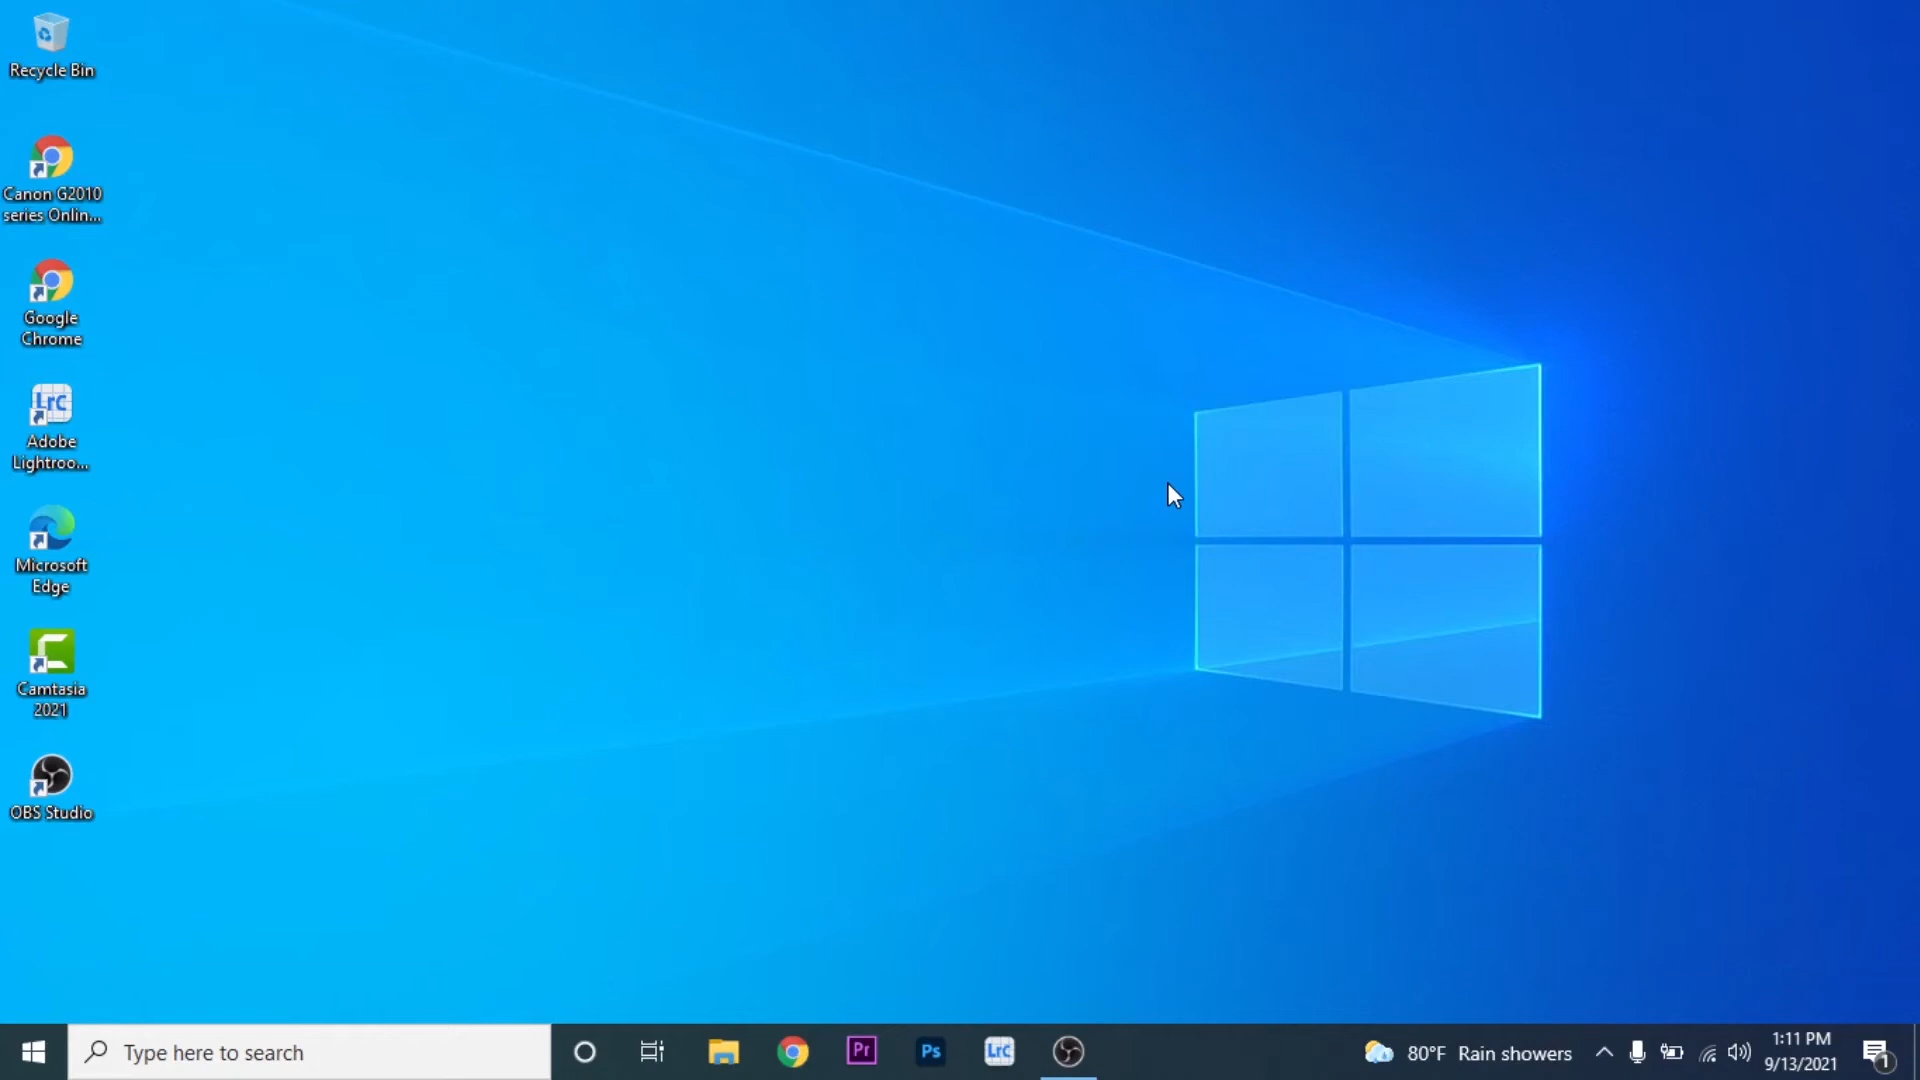 Recycle Bin
Canon G2010
series Onlin...
Google
Chrome
LrC
Adobe
Lightroo...
Microsoft
Edge
Camtasia
2021
OBS Studio
Type here to search
Pr
Ps
LrC
80°F Rain showers
1:11 PM
9/13/2021
1